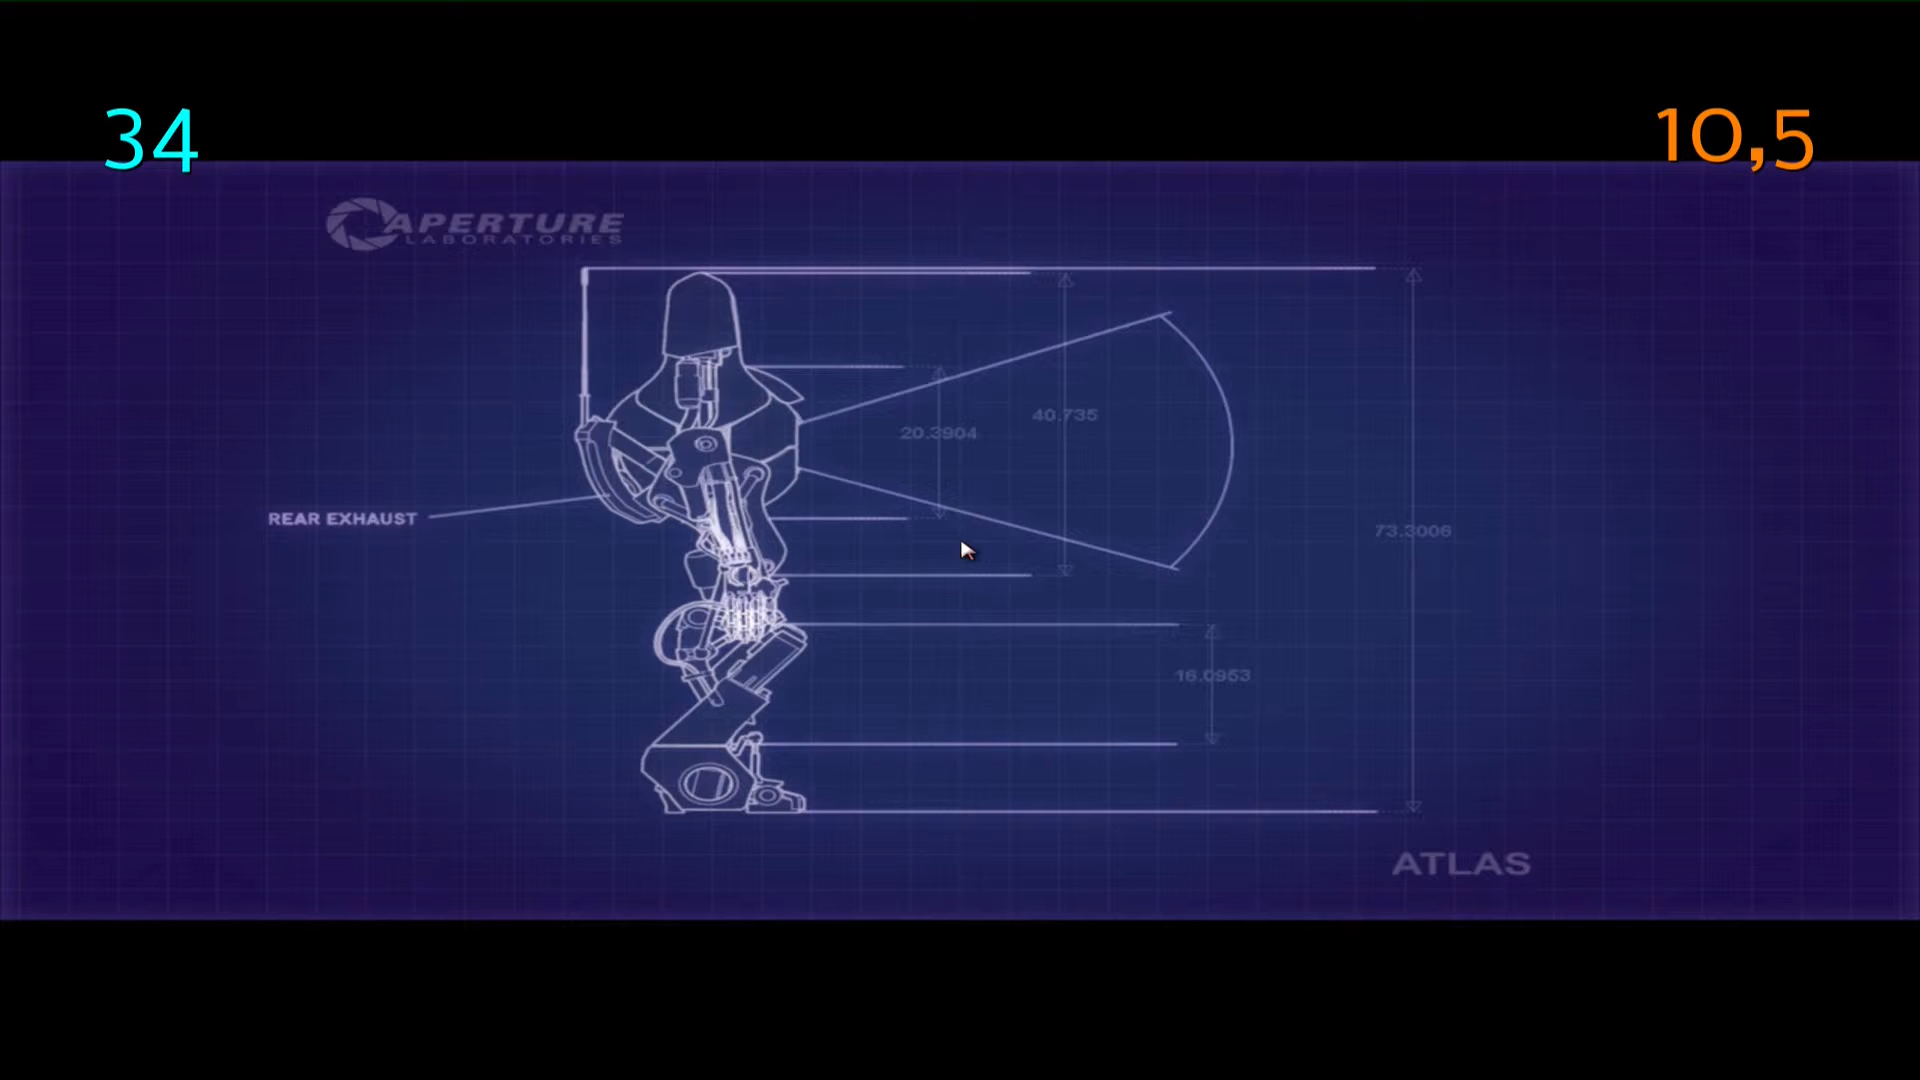 34
10,5
APERTURE
LABORATORIES
40.735
20.3904
REAR EXHAUST
73.3006
16.0953
ATLAS